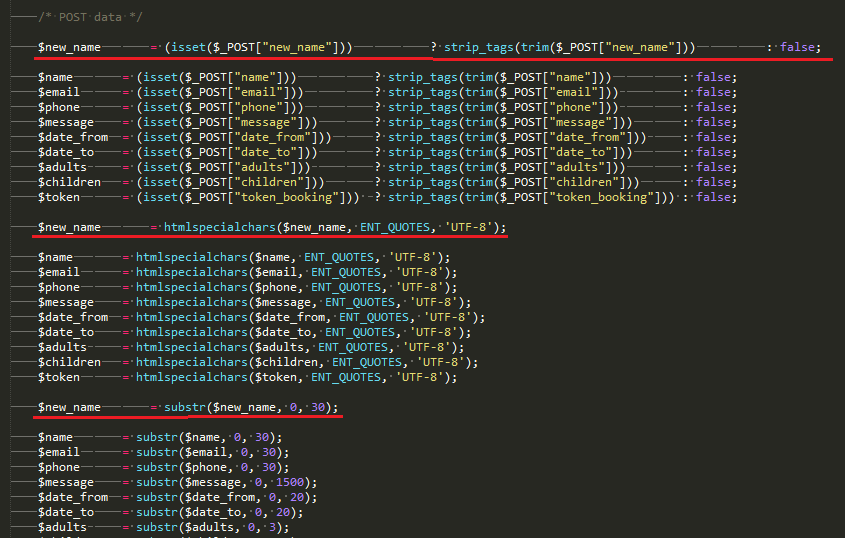 /* POST data */
$new_name = (isset($_POST["new_name"])) ? strip_tags(trim($_POST["new_name"])) : false;
$name = (isset($_POST["name"])) ? strip_tags(trim($_POST["name"])) : false;
$email = (isset($_POST["email"])) ? strip_tags(trim($_POST["email"])) : false;
$phone = (isset($_POST["phone"])) ? strip_tags(trim($_POST["phone"])) : false;
$message = (isset($_POST["message"])) ? strip_tags(trim($_POST["message"])) : false;
$date_from = (isset($_POST["date_from"])) ? strip_tags(trim($_POST["date_from"])) : false;
$date_to = (isset($_POST["date_to"])) ? strip_tags(trim($_POST["date_to"])) : false;
$adults = (isset($_POST["adults"])) ? strip_tags(trim($_POST["adults"])) : false;
$children = (isset($_POST["children"])) ? strip_tags(trim($_POST["children"])) : false;
$token = (isset($_POST["token_booking"])) ? strip_tags(trim($_POST["token_booking"])) : false;
$new_name = htmlspecialchars($new_name, ENT_QUOTES, 'UTF-8');
$name = htmlspecialchars($name, ENT_QUOTES, 'UTF-8');
$email = htmlspecialchars($email, ENT_QUOTES, 'UTF-8');
$phone = htmlspecialchars($phone, ENT_QUOTES, 'UTF-8');
$message = htmlspecialchars($message, ENT_QUOTES, 'UTF-8');
$date_from = htmlspecialchars($date_from, ENT_QUOTES, 'UTF-8');
$date_to = htmlspecialchars($date_to, ENT_QUOTES, 'UTF-8');
$adults = htmlspecialchars($adults, ENT_QUOTES, 'UTF-8');
$children = htmlspecialchars($children, ENT_QUOTES, 'UTF-8');
$token = htmlspecialchars($token, ENT_QUOTES, 'UTF-8');
$new_name = substr($new_name, 0, 30);
$name = substr($name, 0, 30);
$email = substr($email, 0, 30);
$phone = substr($phone, 0, 30);
$message = substr($message, 0, 1500);
$date_from = substr($date_from, 0, 20);
$date_to = substr($date_to, 0, 20);
$adults = substr($adults, 0, 3);